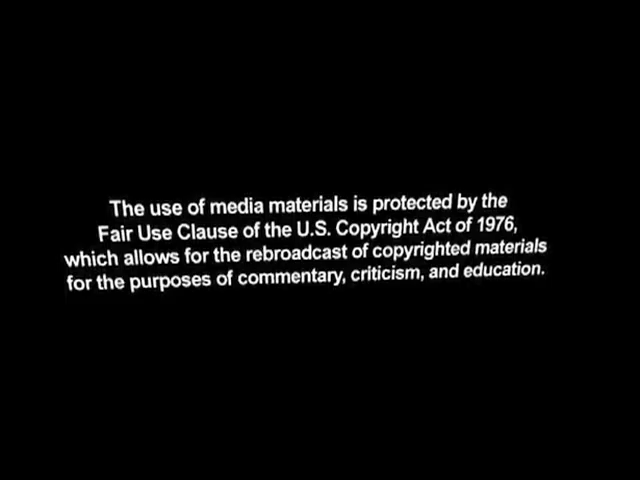 The use of media materials is protected by the
Fair Use Clause of the U.S. Copyright Act of 1976,
which allows for the rebroadcast of copyrighted materials
for the purposes of commentary, criticism, and education.